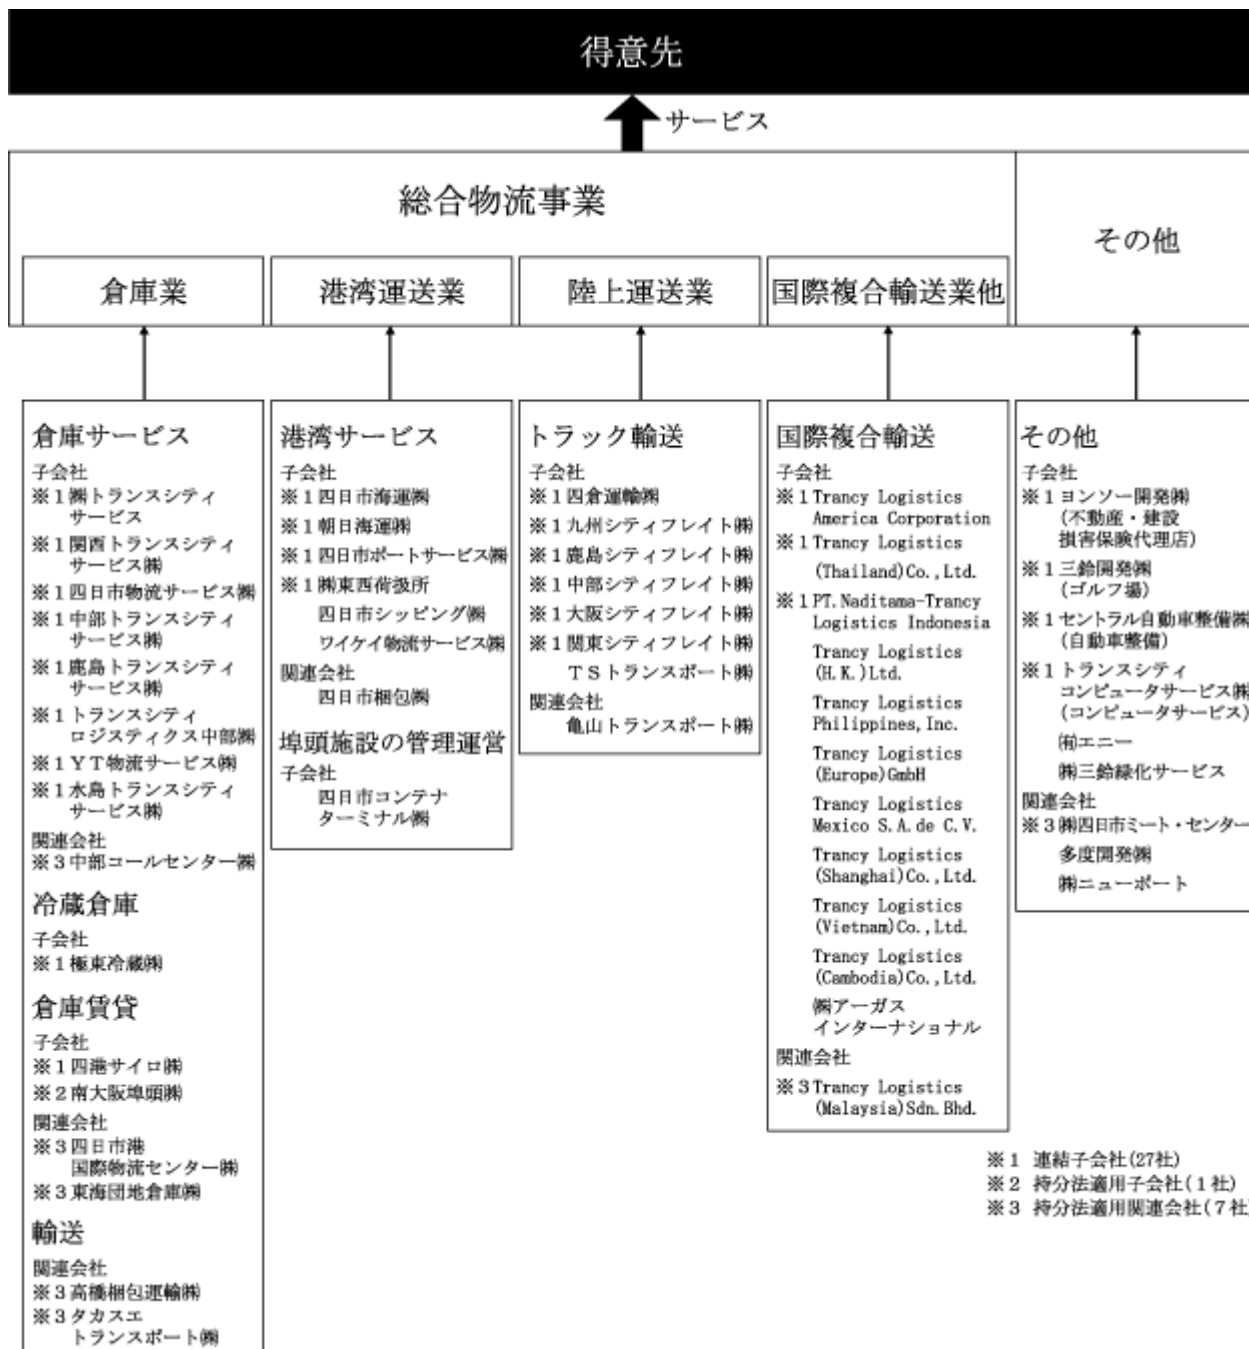 得意先
サービス
総合物流事業
その他
倉庫業
港湾運送業
陸上運送業
国際複合輸送業他
倉庫サービス
子会社
※1㈱トランスシティ
サービス
※1関西トランスシティ
サービス㈱
※1四日市物流サービス㈱
※1中部トランスシティ
サービス㈱
※1鹿島トランスシティ
サービス㈱
※1トランスシティ
ロジスティクス中部㈱
※1YT物流サービス㈱
※1水島トランスシティ
サービス㈱
関連会社
※3中部コールセンター㈱
冷蔵倉庫
子会社
※1極東冷蔵㈱
倉庫賃貸
子会社
※1四港サイロ㈱
※2南大阪埠頭㈱
関連会社
※3四日市港
国際物流センター㈱
※3東海団地倉庫㈱
輸送
関連会社
※3高橋梱包運輸㈱
※3タカスエ
トランスポート㈱
港湾サービス
子会社
※1四日市海運㈱
※1朝日海運㈱
※1四日市ポートサービス㈱
※1㈱東西荷扱所
四日市シッピング㈱
ワイケイ物流サービス㈱
関連会社
四日市梱包㈱
埠頭施設の管理運営
子会社
四日市コンテナ
ターミナル㈱
トラック輸送
子会社
※1四倉運輸㈱
※1九州シティフレイト㈱
※1鹿島シティフレイト㈱
※1中部シティフレイト㈱
※1大阪シティフレイト㈱
※1関東シティフレイト㈱
TSトランスポート㈱
関連会社
亀山トランスポート㈱
国際複合輸送
子会社
※1Trancy Logistics
America Corporation
※1Trancy Logistics
(Thailand)Co.,Ltd.
※1PT.Naditama-Trancy
Logistics Indonesia
Trancy Logistics
(H.K.)Ltd.
Trancy Logistics
Philippines,Inc.
Trancy Logistics
(Europe)GmbH
Trancy Logistics
Mexico S.A.de C.V.
Trancy Logistics
(Shanghai)Co.,Ltd.
Trancy Logistics
(Vietnam)Co.,Ltd.
Trancy Logistics
(Cambodia)Co.,Ltd.
㈱アーガス
インターナショナル
関連会社
※3Trancy Logistics
(Malaysia)Sdn.Bhd.
その他
子会社
※1ヨンソー開発㈱
(不動産・建設
損害保険代理店)
※1三鈴開発㈱
(ゴルフ場)
※1セントラル自動車整備㈱
(自動車整備)
※1トランスシティ
コンピュータサービス㈱
(コンピュータサービス)
㈲エニー
㈱三鈴緑化サービス
関連会社
※3㈱四日市ミート・センター
多度開発㈱
㈱ニューポート
※1 連結子会社(27社)
※2 持分法適用子会社(1社)
※3 持分法適用関連会社(7社